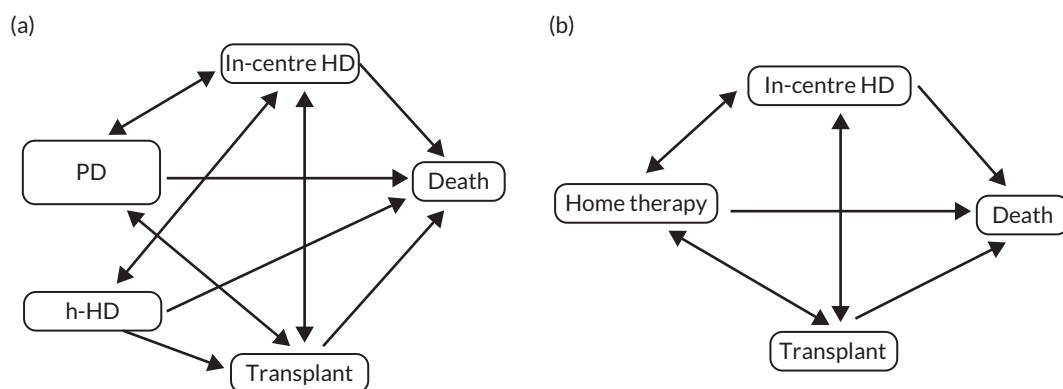 (a)
In-centre HD
PD
Death
h-HD
Transplant
(b)
In-centre HD
Home therapy
Death
Transplant